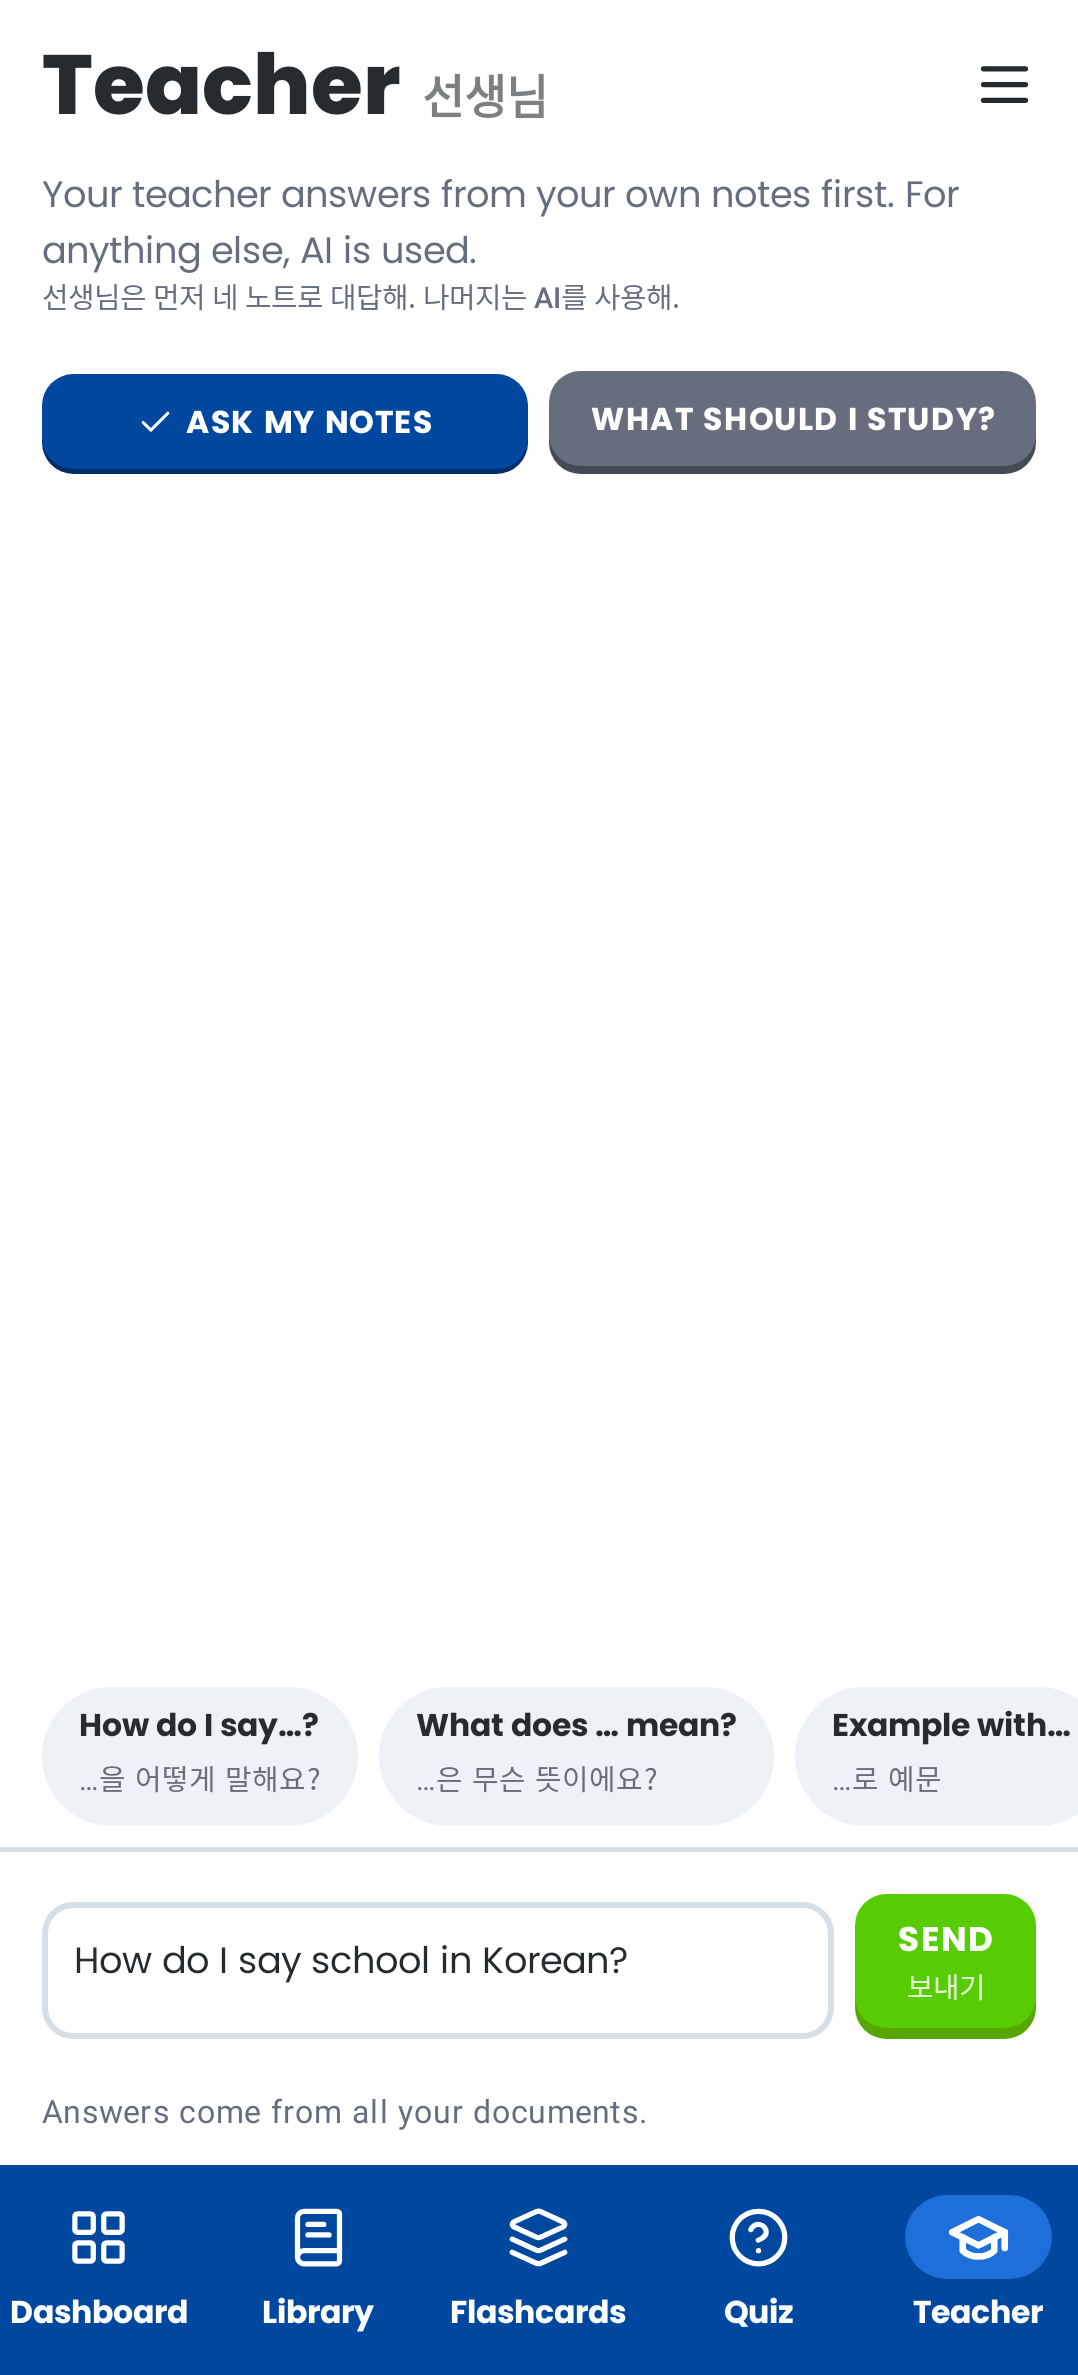 Teacher 선생님
Your teacher answers from your own notes first. For
anything else, AI is used.
선생님은 먼저 네 노트로 대답해. 나머지는 AI를 사용해.
ASK MY NOTES
WHAT SHOULD I STUDY?
How do I say...?
...을 어떻게 말해요?
What does ... mean?
...은 무슨 뜻이에요?
Example with...
...로 예문
How do I say school in Korean?
SEND
보내기
Answers come from all your documents.
Dashboard
Library
Flashcards
Quiz
Teacher